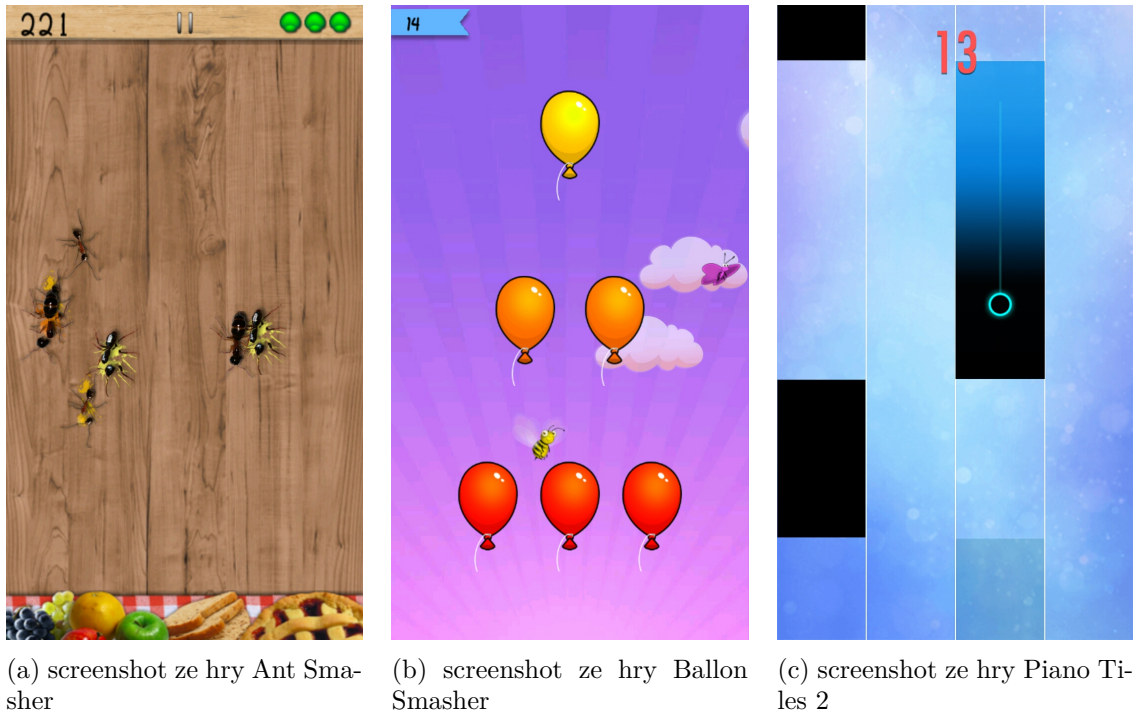 221
14
13
(a) screenshot ze hry Ant Sma-
sher
(b) screenshot ze hry Ballon
Smasher
(c) screenshot ze hry Piano Ti-
les 2